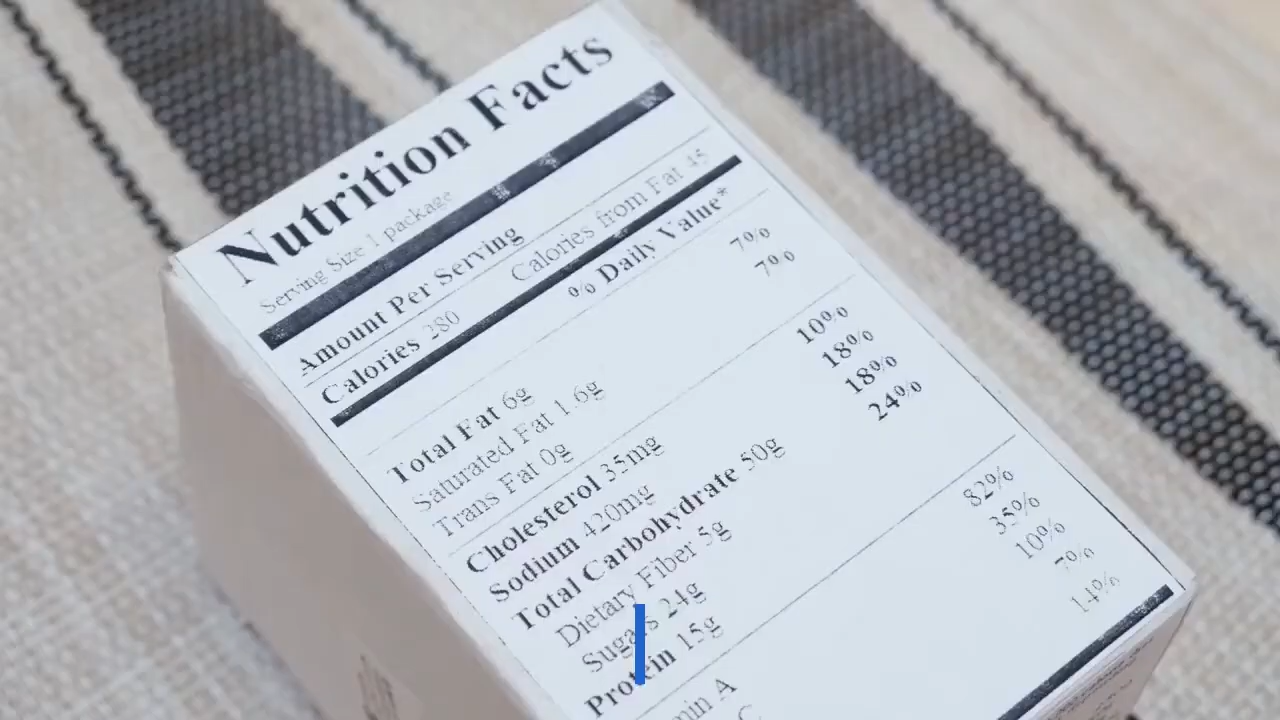 Nutrition Facts
Serving Size 1 package
Amount Per Serving
Calories 280 Calories from Fat 45
% Daily Value*
Total Fat 6g 7%
Saturated Fat 1.6g 7%
Trans Fat 0g
Cholesterol 35mg 10%
Sodium 420mg 18%
Total Carbohydrate 50g 18%
Dietary Fiber 5g 24%
Sugars 24g
Protein 15g 82%
35%
10%
7%
14%